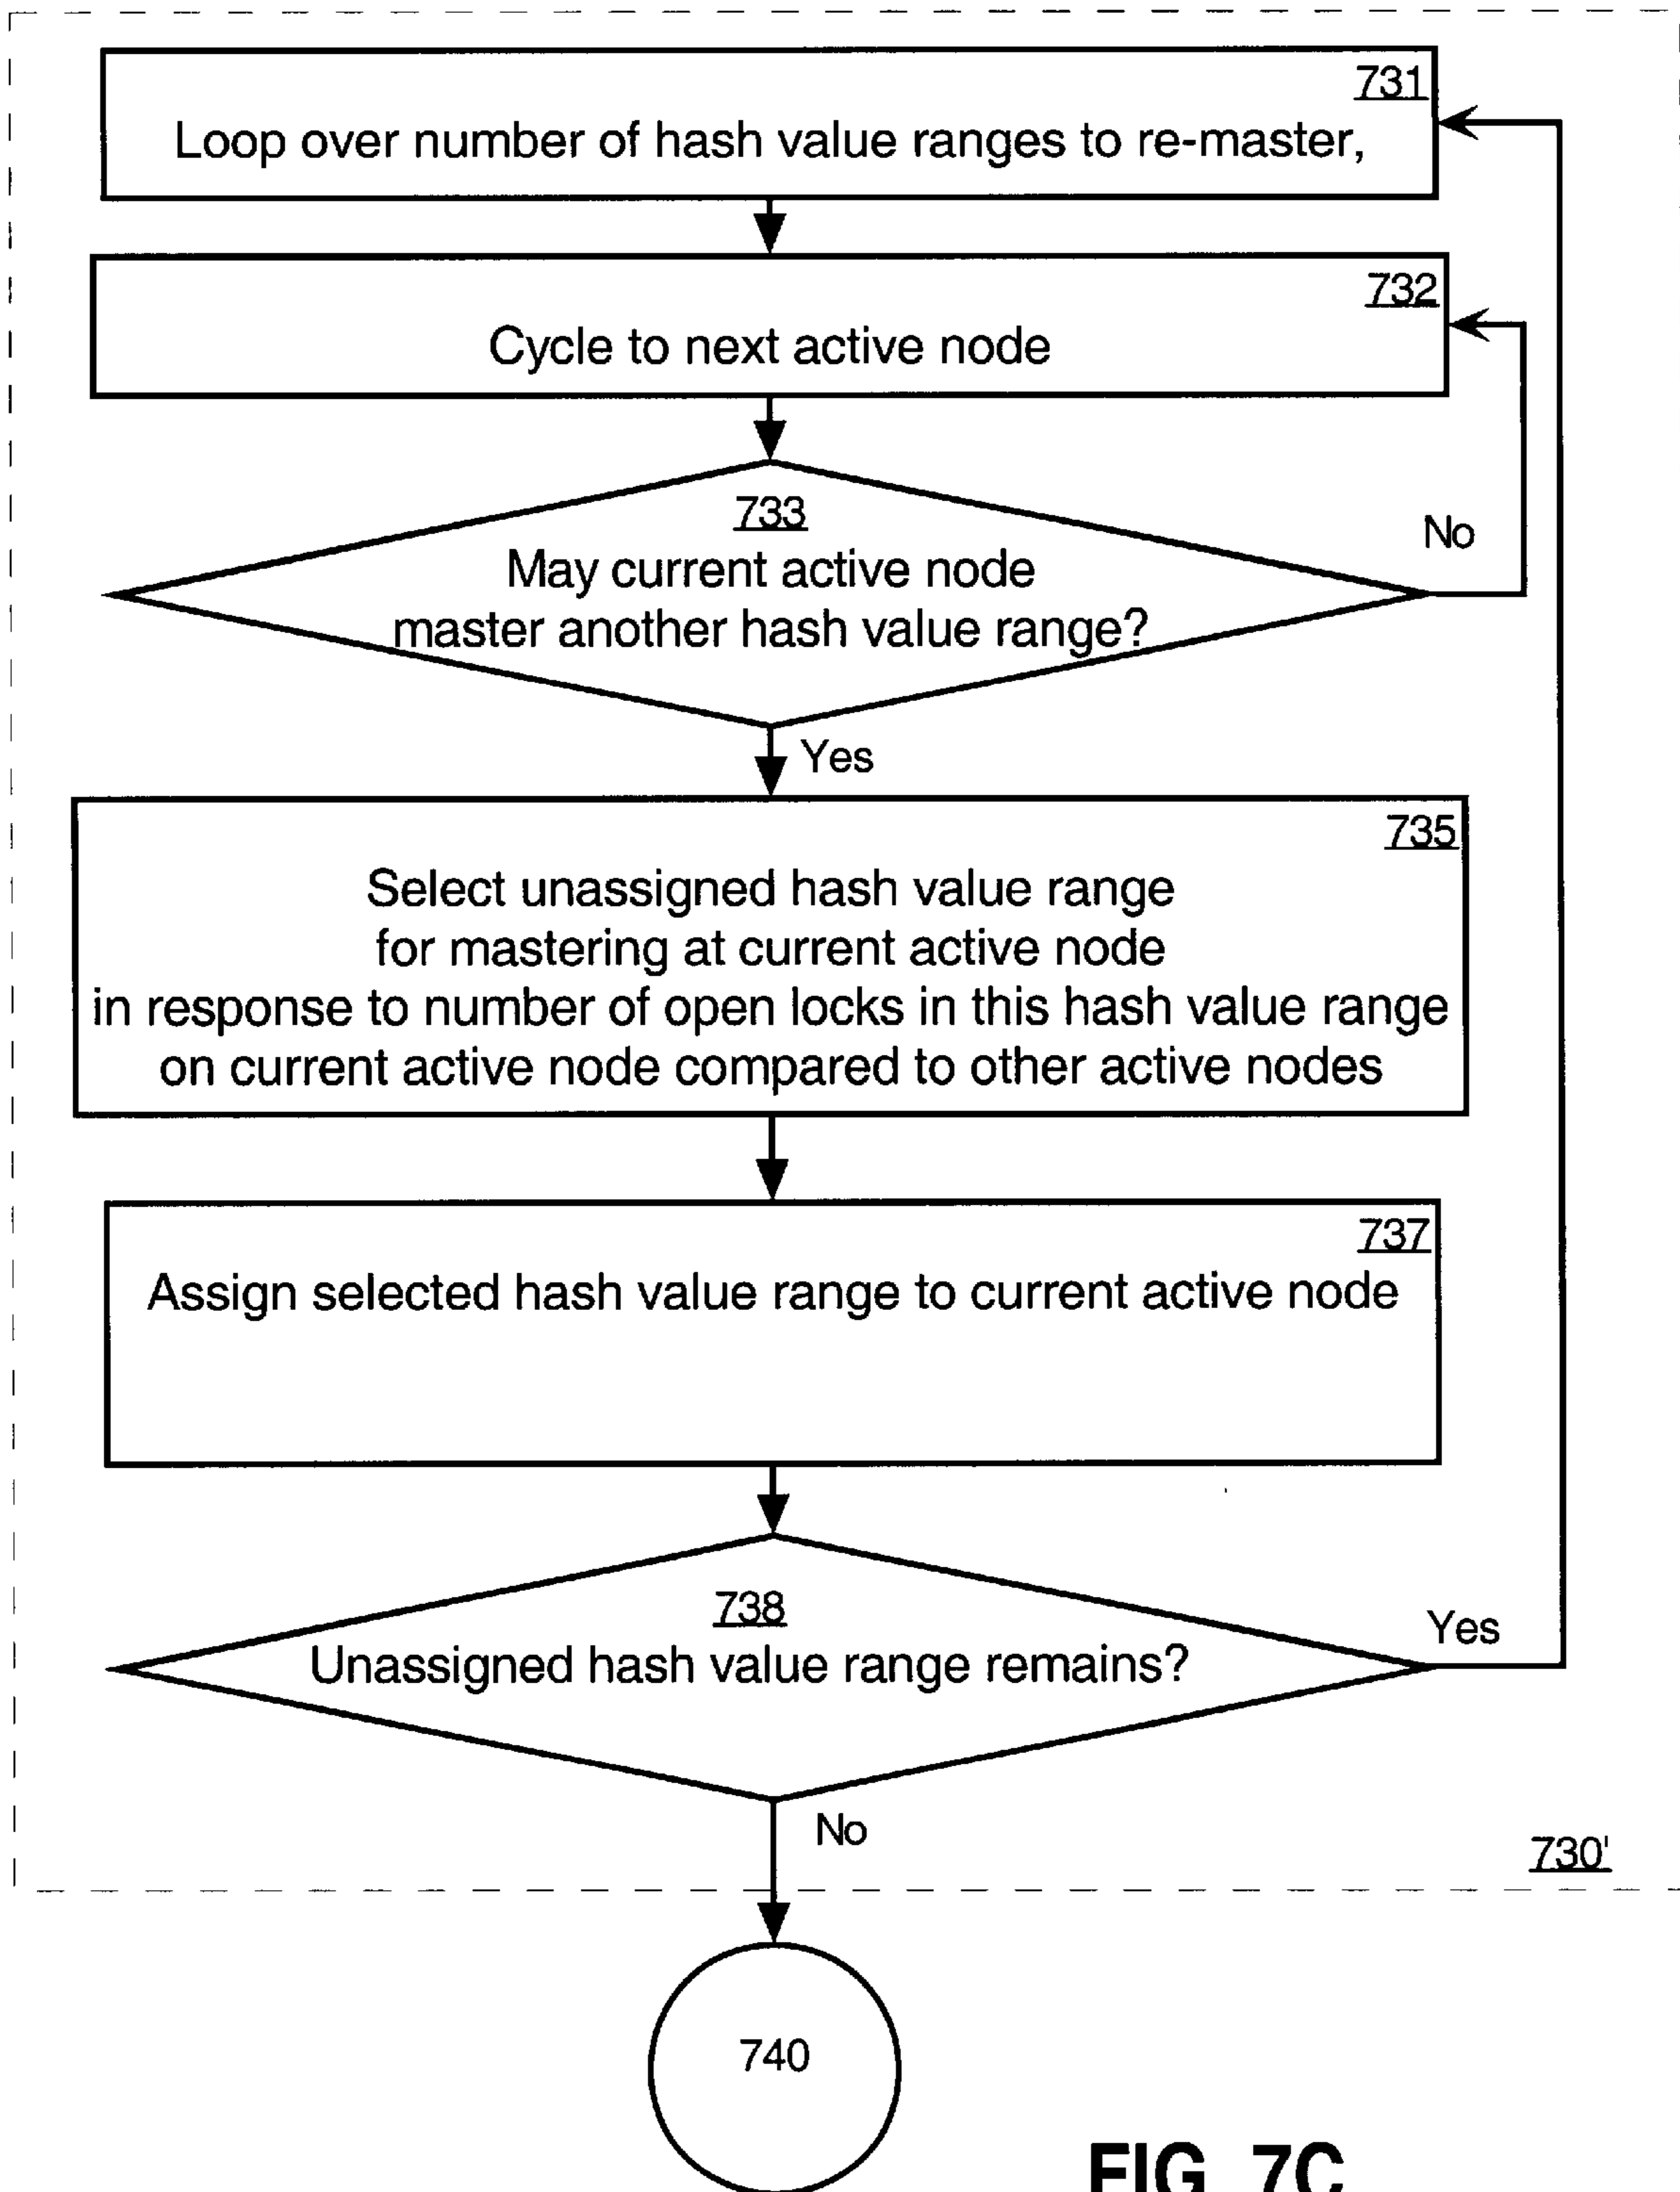 731
Loop over number of hash value ranges to re-master,
732
Cycle to next active node
733
No
May current active node
master another hash value range?
Yes
735
Select unassigned hash value range
for mastering at current active node
in response to number of open locks in this hash value range
on current active node compared to other active nodes
737
Assign selected hash value range to current active node
738
Yes
Unassigned hash value range remains?
No
730'
740
FIG. 7C